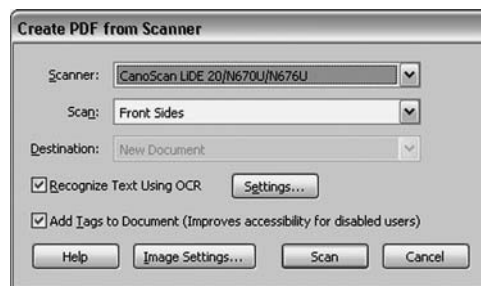 Create PDF from Scanner
Scanner: CanoScan LiDE 20/N670U/N676U
Scan: Front Sides
Destination: New Document
Recognize Text Using OCR Settings...
Add Tags to Document (Improves accessibility for disabled users)
Help Image Settings... Scan Cancel